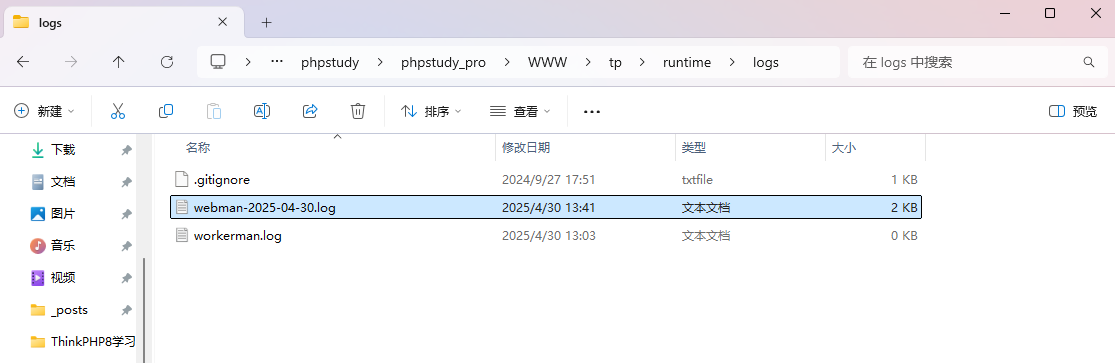 logs
… phpstudy > phpstudy_pro > WWW > tp > runtime > logs
在 logs 中搜索
新建 排序 查看 ... 预览
名称 修改日期 类型 大小
下载
文档
图片
音乐
视频
_posts
ThinkPHP8学习
.gitignore 2024/9/27 17:51 txtfile 1 KB
webman-2025-04-30.log 2025/4/30 13:41 文本文档 2 KB
workerman.log 2025/4/30 13:03 文本文档 0 KB